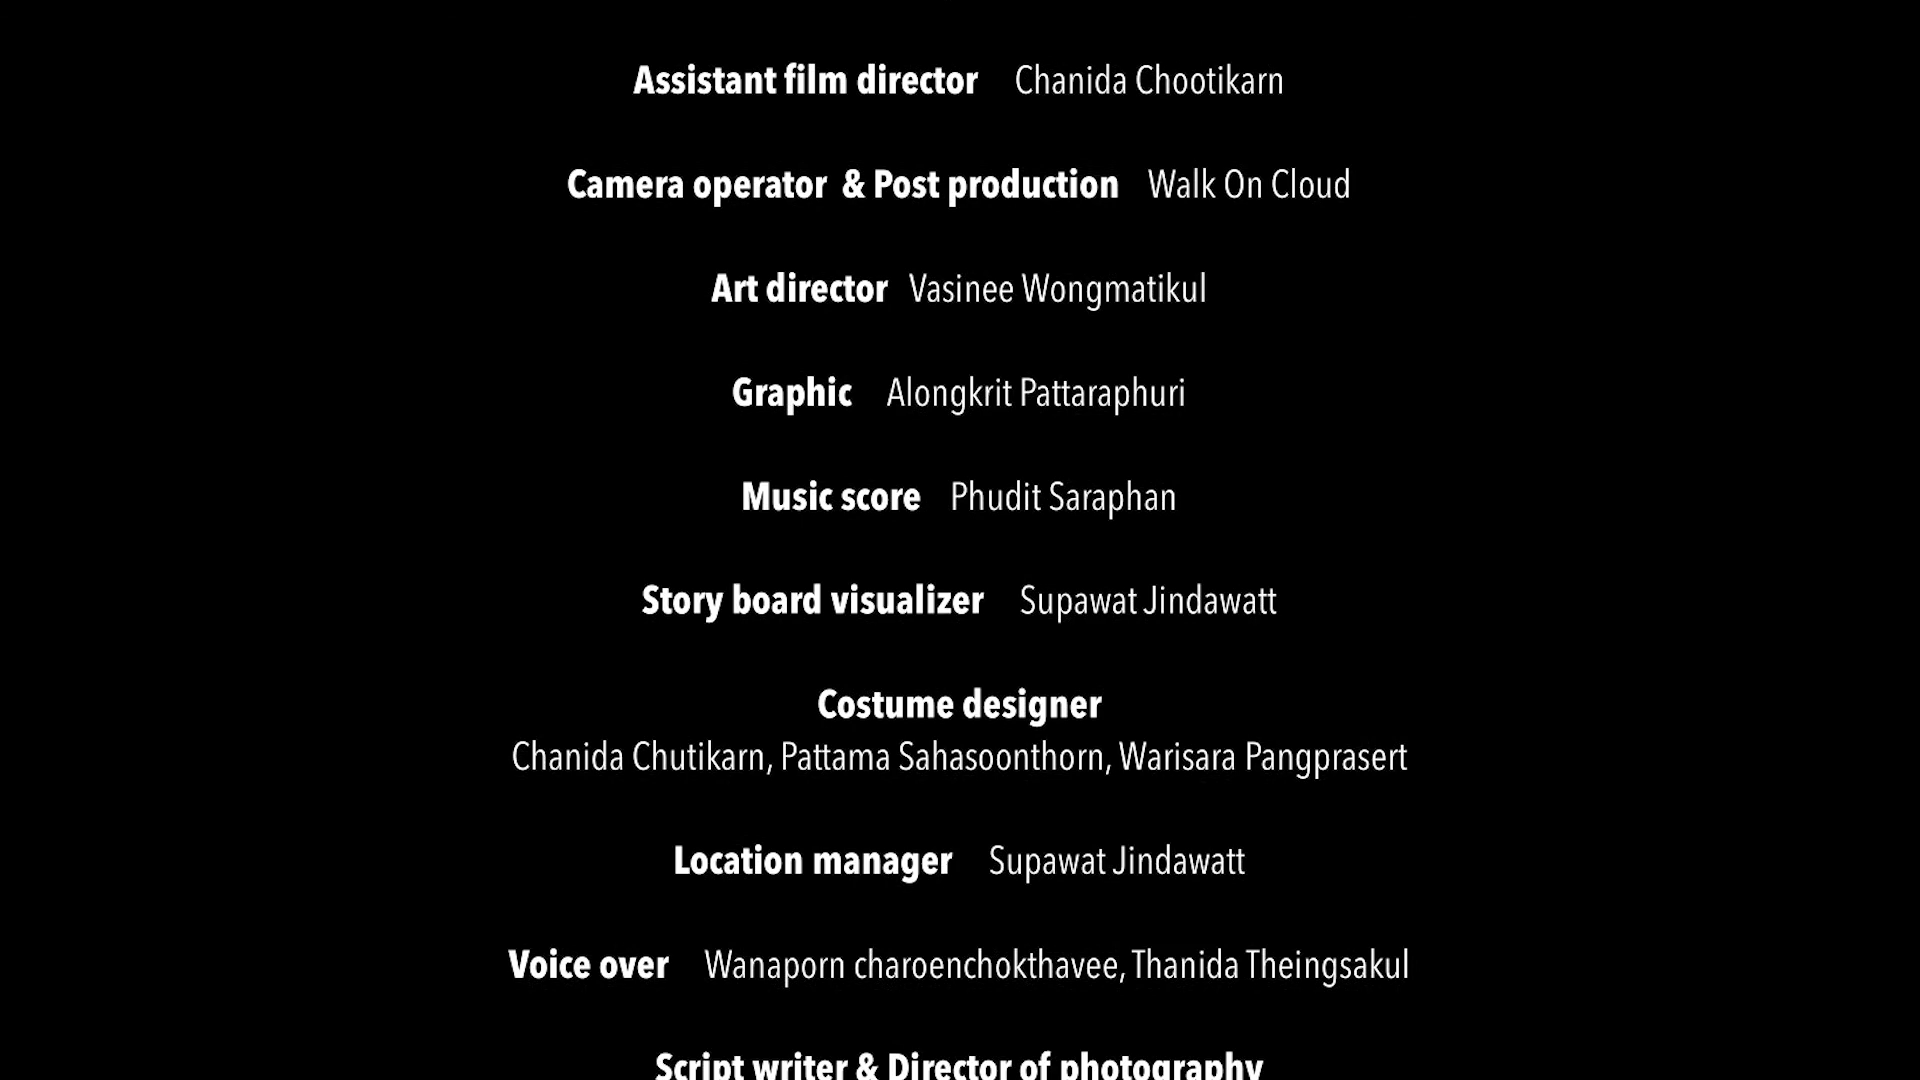 Assistant film director Chanida Chootikarn
Camera operator & Post production Walk On Cloud
Art director Vasinee Wongmatikul
Graphic Alongkrit Pattaraphuri
Music score Phudit Saraphan
Story board visualizer Supawat Jindawatt
Costume designer
Chanida Chutikarn, Pattama Sahasoonthorn, Warisara Pangprasert
Location manager Supawat Jindawatt
Voice over Wanaporn charoenchokthavee, Thanida Theingsakul
Script writer & Director of photography